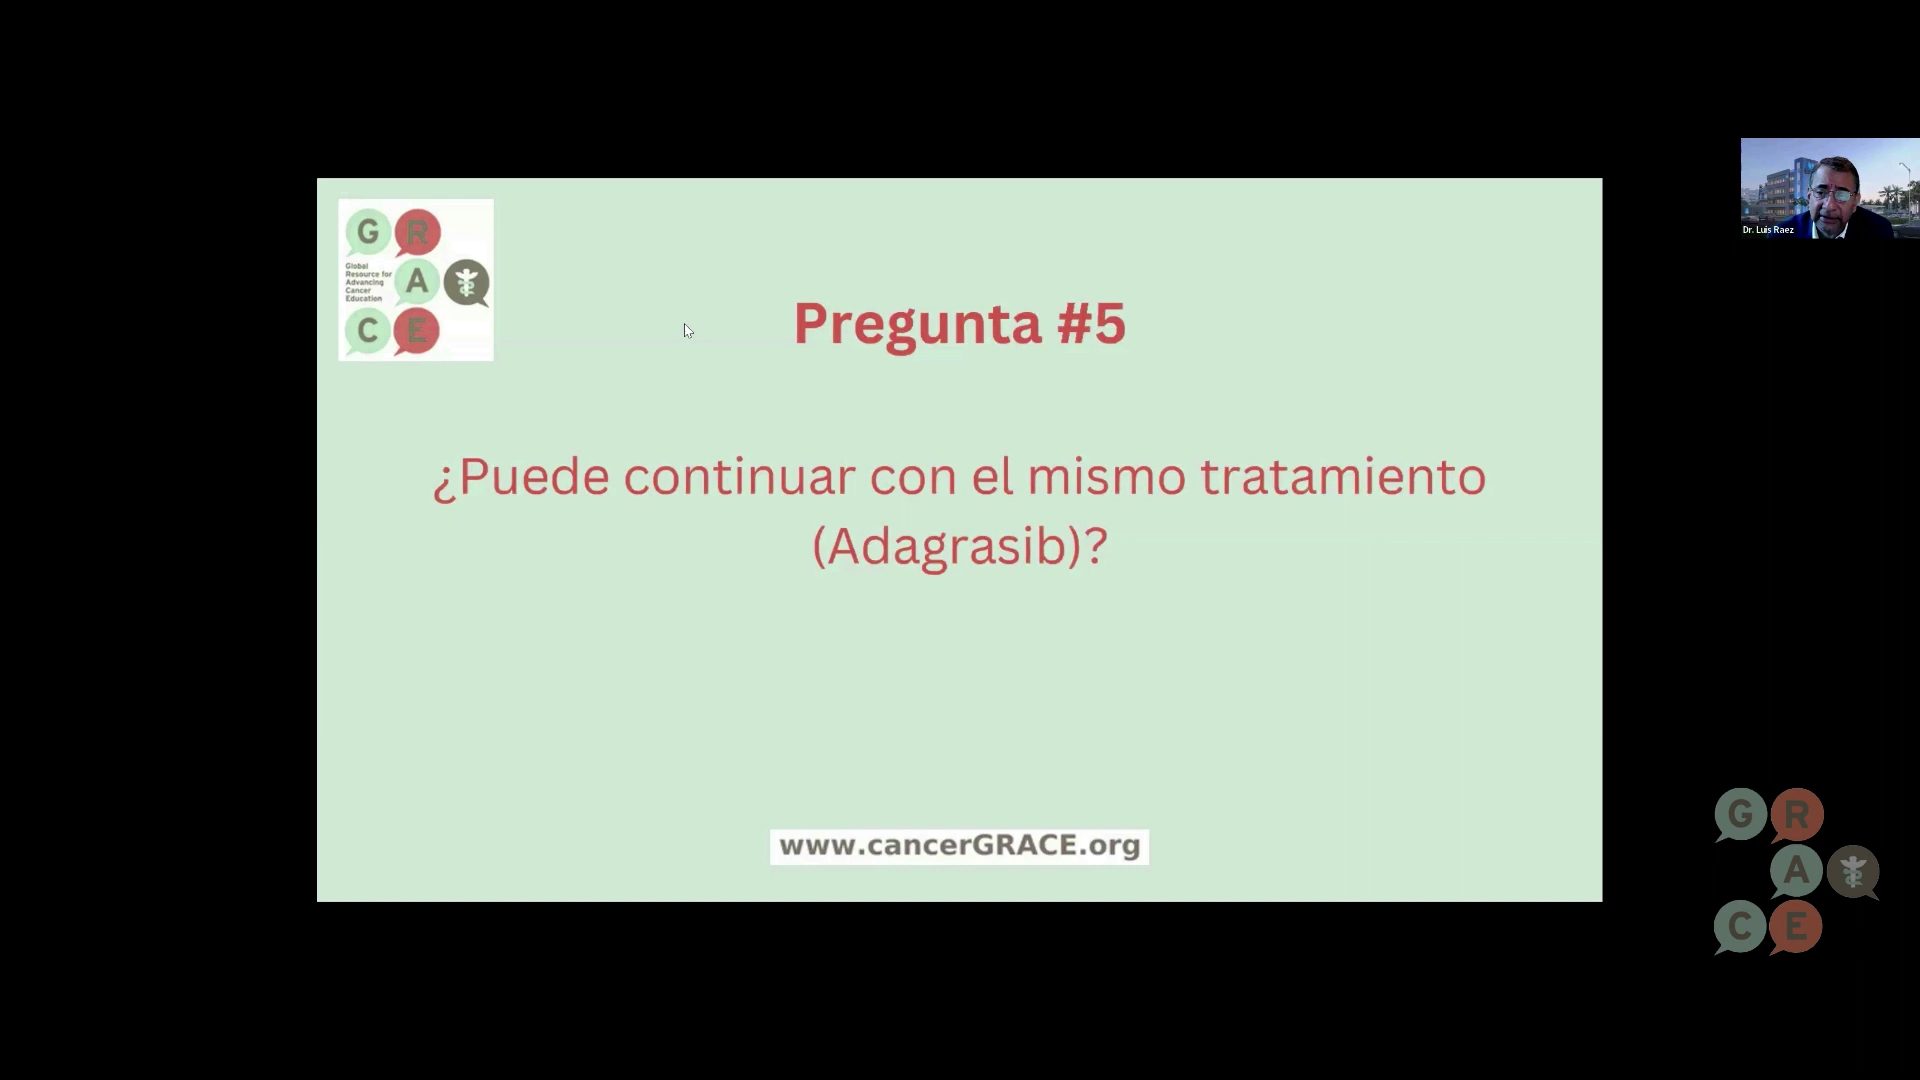 G R
Global
Resource for
Advancing
Cancer
Education
A
C E
Pregunta #5
¿Puede continuar con el mismo tratamiento
(Adagrasib)?
www.cancerGRACE.org
Dr. Luis Raez
G R
A
C E